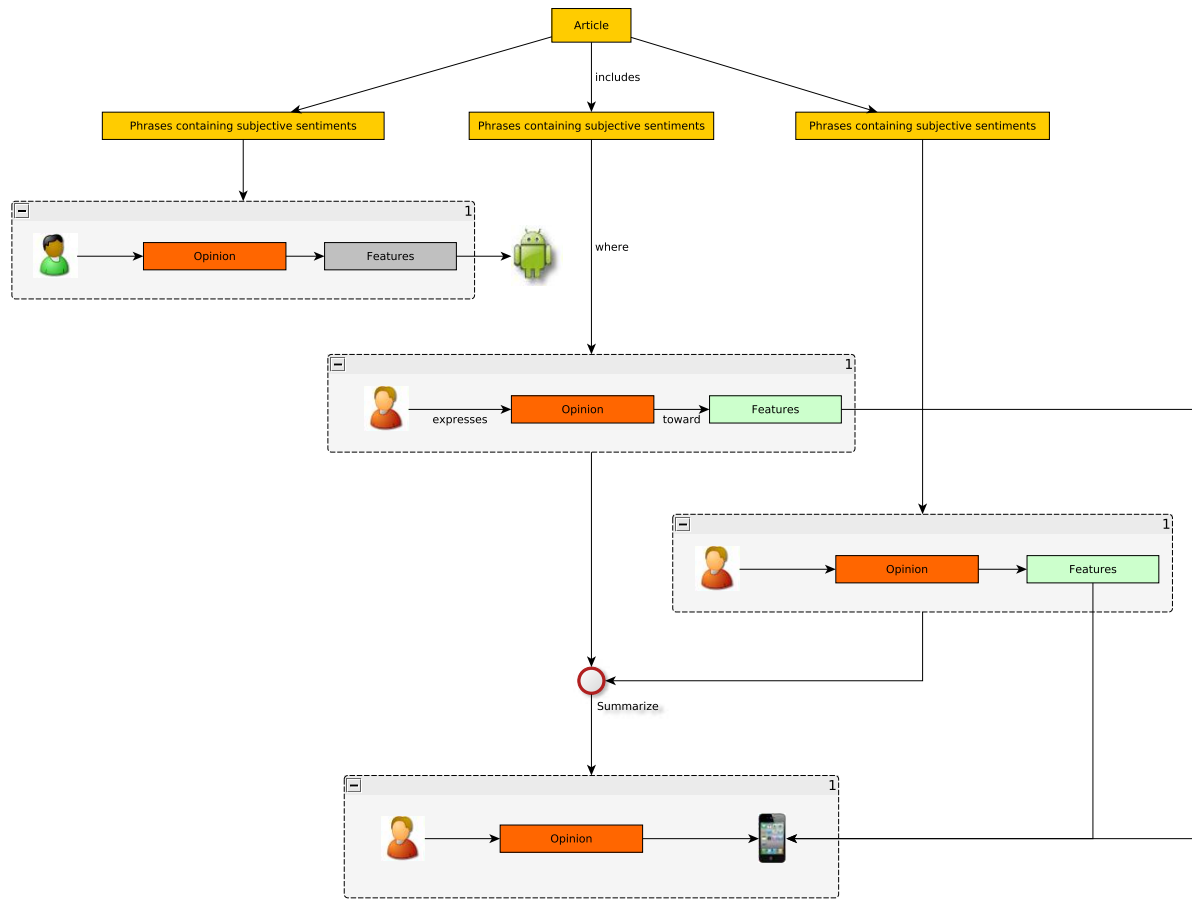 Article
includes
Phrases containing subjective sentiments
Phrases containing subjective sentiments
Phrases containing subjective sentiments
1
Opinion
Features
where
1
expresses
Opinion
toward
Features
1
Opinion
Features
Summarize
1
Opinion